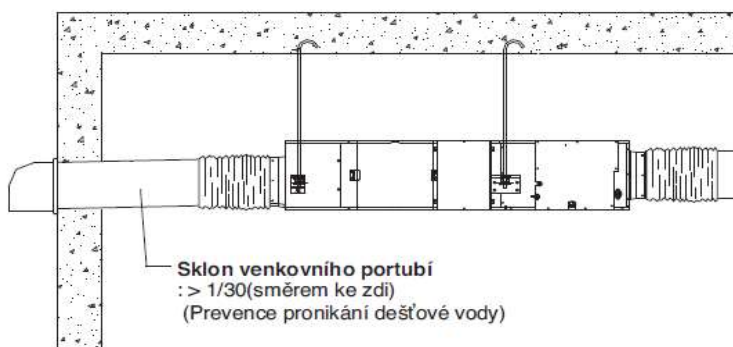 Sklon venkovního portubí
: > 1/30(směrem ke zdi)
(Prevence pronikání dešťové vody)